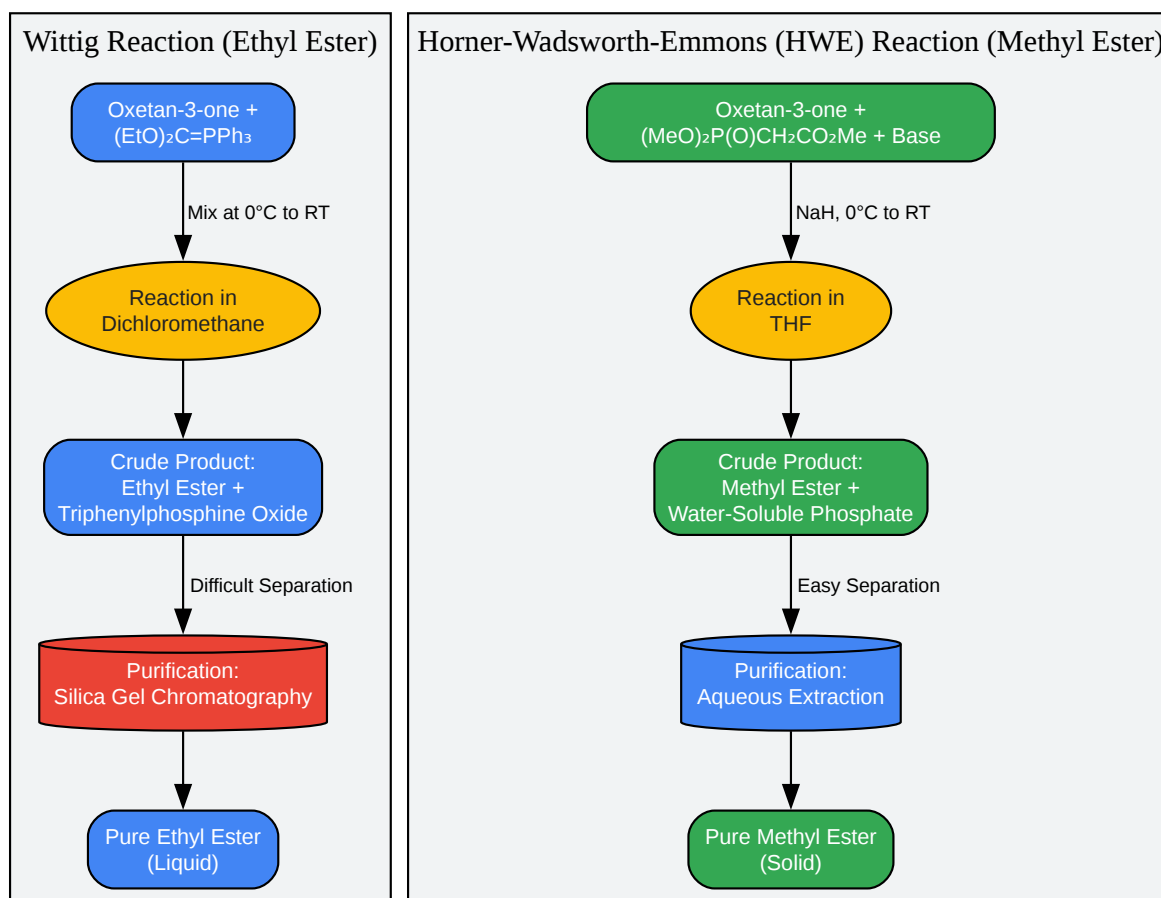 Wittig Reaction (Ethyl Ester)
Oxetan-3-one +
(EtO)₂C=PPh₃
Mix at 0°C to RT
Reaction in
Dichloromethane
Crude Product:
Ethyl Ester +
Triphenylphosphine Oxide
Difficult Separation
Purification:
Silica Gel Chromatography
Pure Ethyl Ester
(Liquid)
Horner-Wadsworth-Emmons (HWE) Reaction (Methyl Ester)
Oxetan-3-one +
(MeO)₂P(O)CH₂CO₂Me + Base
NaH, 0°C to RT
Reaction in
THF
Crude Product:
Methyl Ester +
Water-Soluble Phosphate
Easy Separation
Purification:
Aqueous Extraction
Pure Methyl Ester
(Solid)